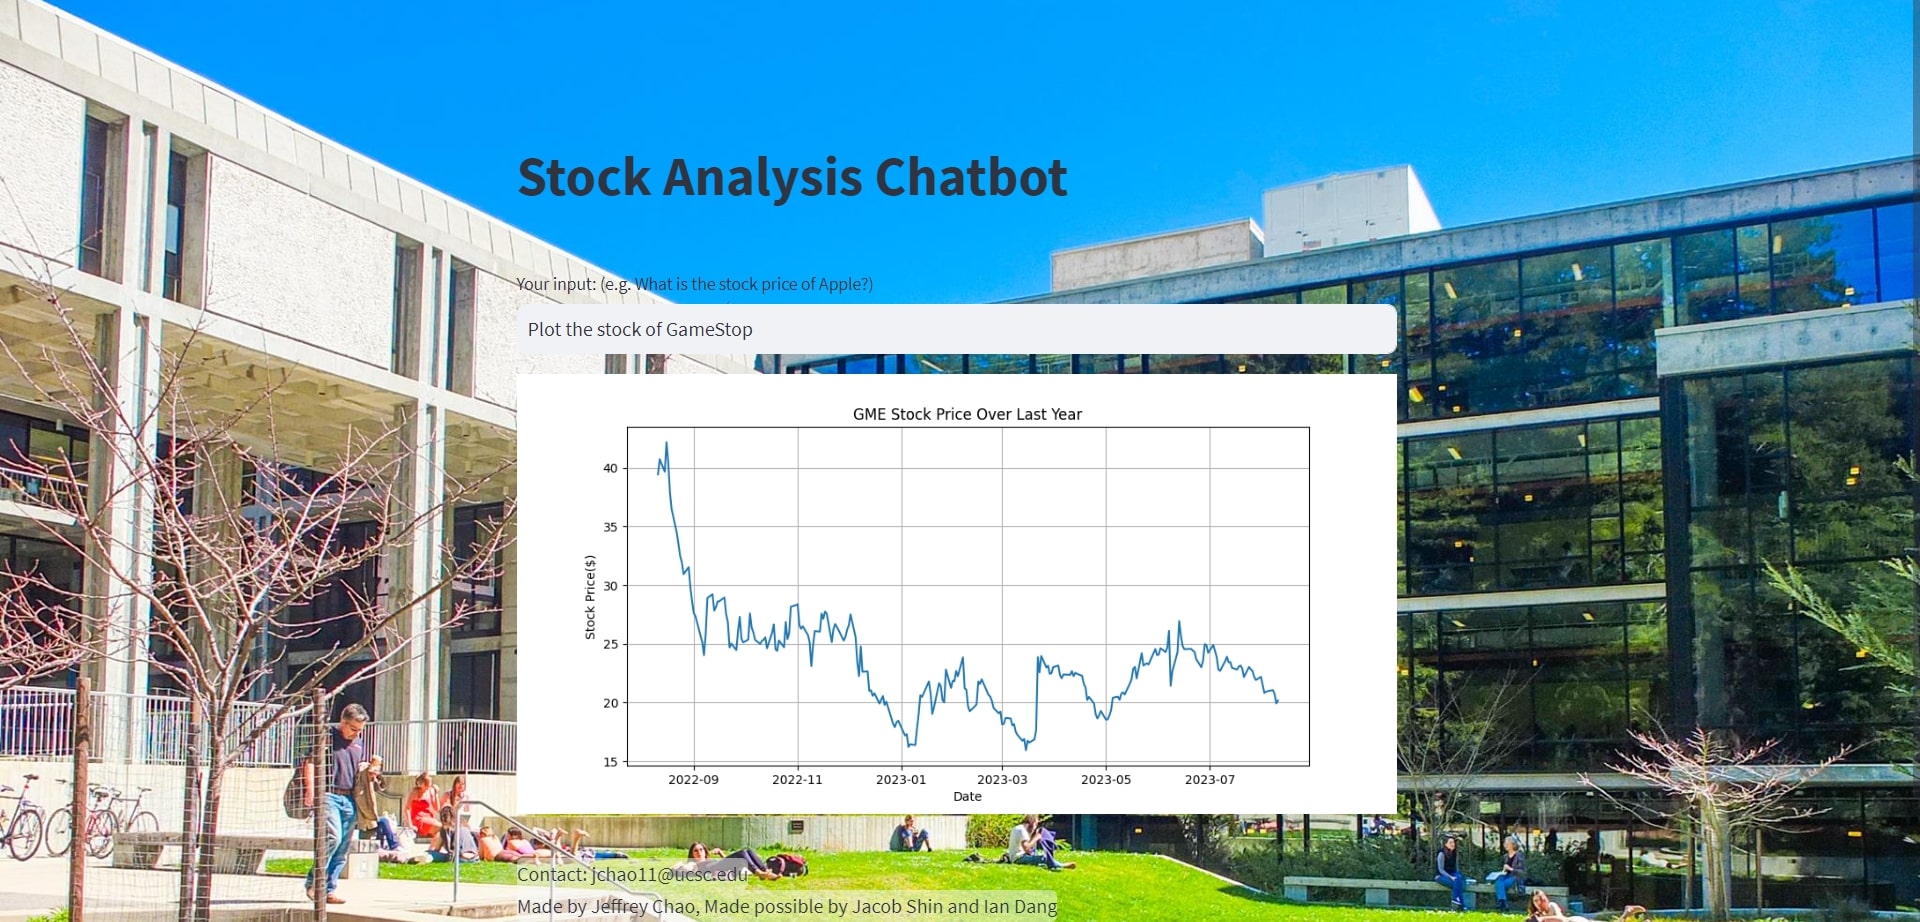 Stock Analysis Chatbot
Your input: (e.g. What is the stock price of Apple?)
Plot the stock of GameStop
GME Stock Price Over Last Year
40
35
30
25
20
15
Stock Price($)
2022-09 2022-11 2023-01 2023-03 2023-05 2023-07
Date
Contact: jchao11@ucsc.edu
Made by Jeffrey Chao, Made possible by Jacob Shin and Ian Dang